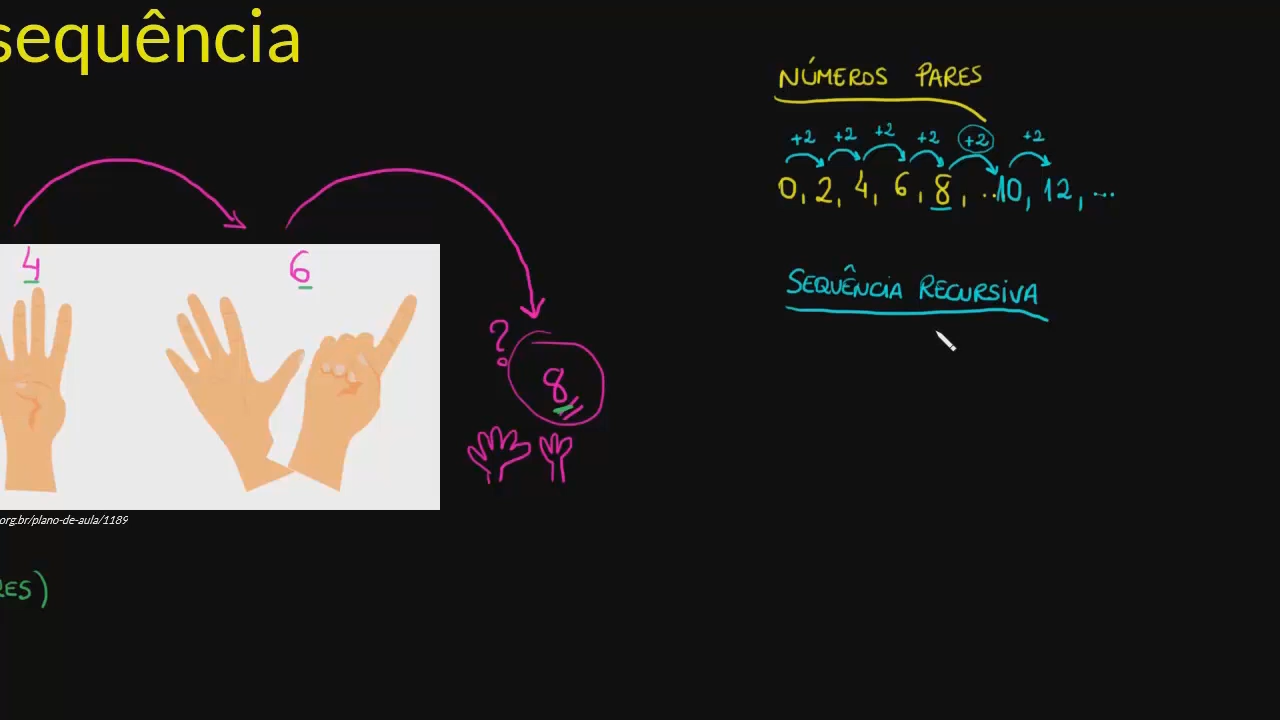 sequência
4
6
?
8
org.br/plano-de-aula/1189
RES)
NÚMEROS PARES
+2 +2 +2 +2 +2 +2
0, 2, 4, 6, 8, ..10, 12, ...
SEQUÊNCIA RECURSIVA